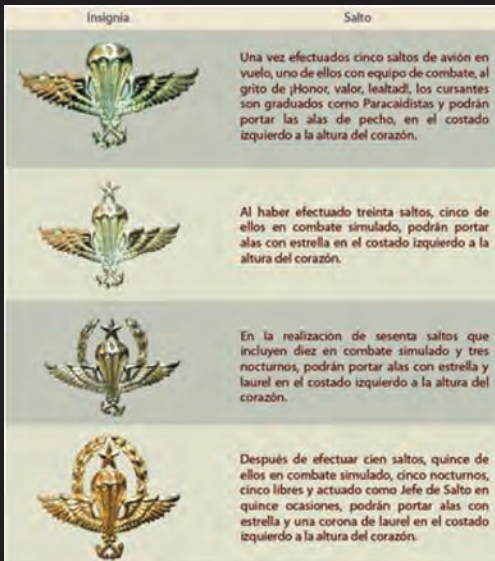 Insignia Salto
Una vez efectuados cinco saltos de avión en
vuelo, uno de ellos con equipo de combate, al
grito de ¡Honor, valor, lealtad!, los cursantes
son graduados como Paracaidistas y podrán
portar las alas de pecho, en el costado
izquierdo a la altura del corazón.
Al haber efectuado treinta saltos, cinco de
ellos en combate simulado, podrán portar
alas con estrella en el costado izquierdo a la
altura del corazón.
En la realización de sesenta saltos que
incluyen diez en combate simulado y tres
nocturnos, podrán portar alas con estrella y
laurel en el costado izquierdo a la altura del
corazón.
Después de efectuar cien saltos, quince de
ellos en combate simulado, cinco nocturnos,
cinco libres y actuado como Jefe de Salto en
quince ocasiones, podrán portar alas con
estrella y una corona de laurel en el costado
izquierdo a la altura del corazón.